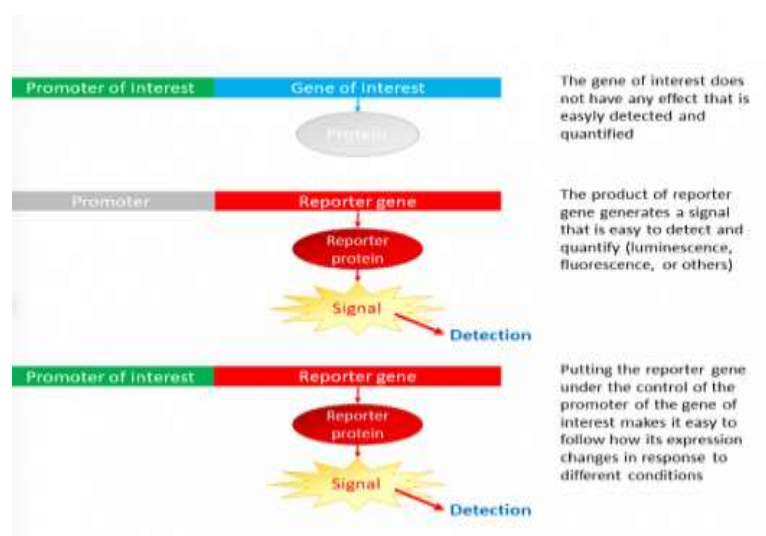 Promoter of interest Gene of interest
Protein
The gene of interest does
not have any effect that is
easyly detected and
quantified
Promoter Reporter gene
Reporter
protein
Signal
Detection
The product of reporter
gene generates a signal
that is easy to detect and
quantify (luminescence,
fluorescence, or others)
Promoter of interest Reporter gene
Reporter
protein
Signal
Detection
Putting the reporter gene
under the control of the
promoter of the gene of
interest makes it easy to
follow how its expression
changes in response to
different conditions